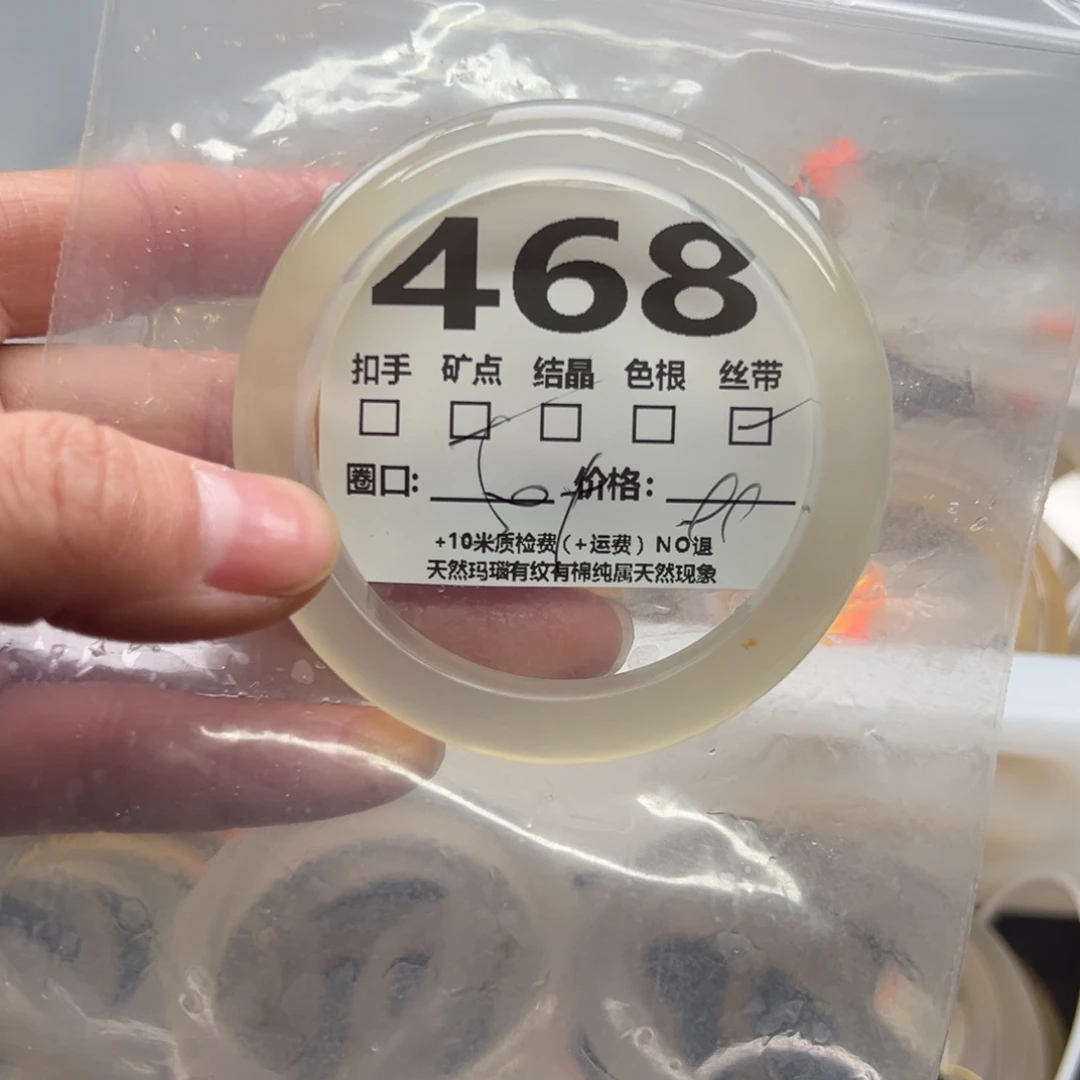 468
扣手 矿点 结晶 色根 丝带
圈口: 价格:
+10米质检费(+运费) NO退
天然玛瑙有纹有棉纯属天然现象